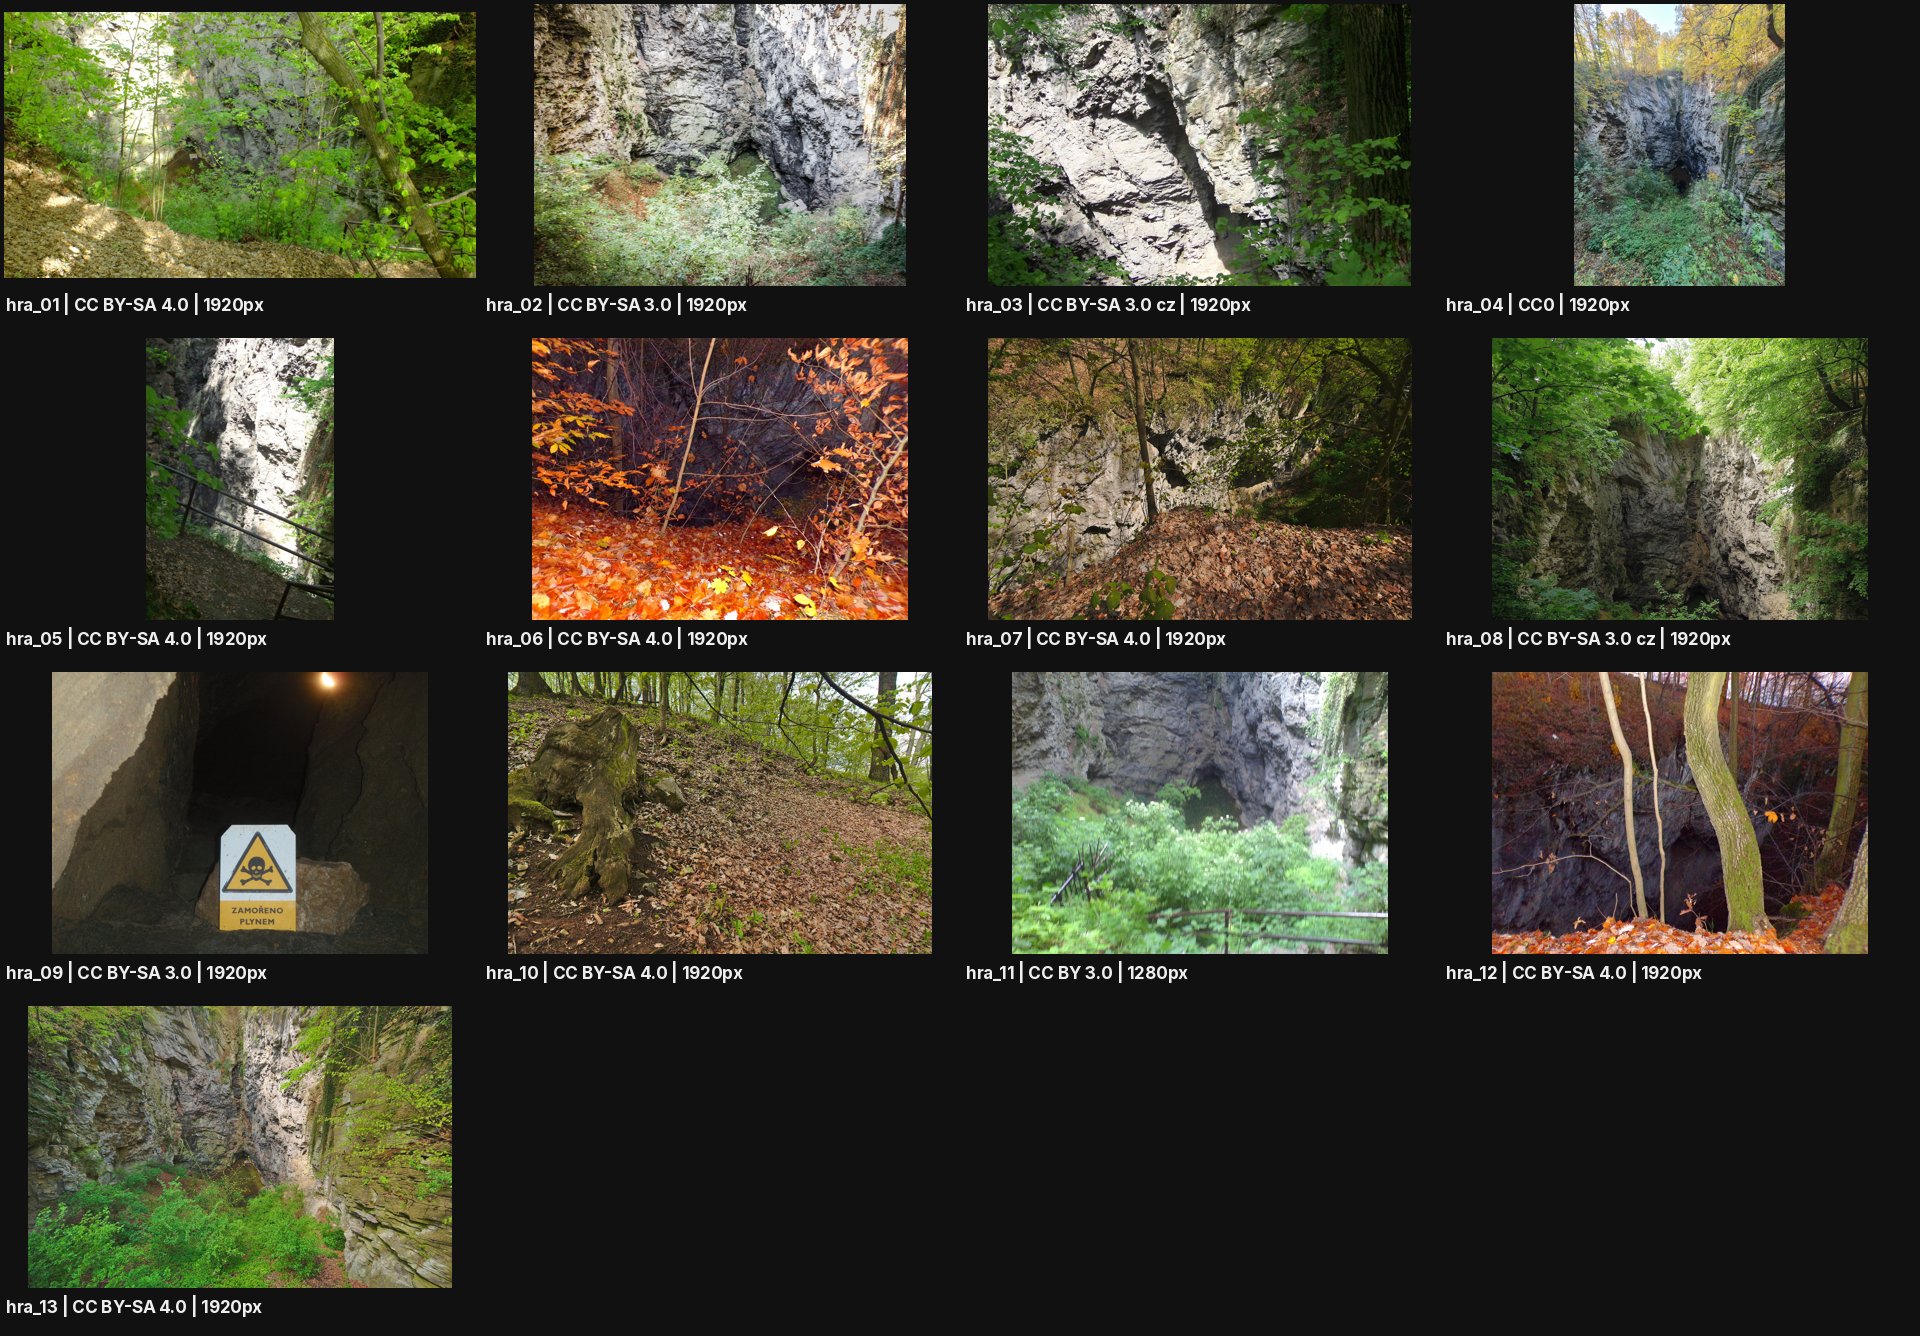 hra_01 | CC BY-SA 4.0 | 1920px
hra_02 | CC BY-SA 3.0 | 1920px
hra_03 | CC BY-SA 3.0 cz | 1920px
hra_04 | CC0 | 1920px
hra_05 | CC BY-SA 4.0 | 1920px
hra_06 | CC BY-SA 4.0 | 1920px
hra_07 | CC BY-SA 4.0 | 1920px
hra_08 | CC BY-SA 3.0 cz | 1920px
ZAMOŘENO
PLYNEM
hra_09 | CC BY-SA 3.0 | 1920px
hra_10 | CC BY-SA 4.0 | 1920px
hra_11 | CC BY 3.0 | 1280px
hra_12 | CC BY-SA 4.0 | 1920px
hra_13 | CC BY-SA 4.0 | 1920px